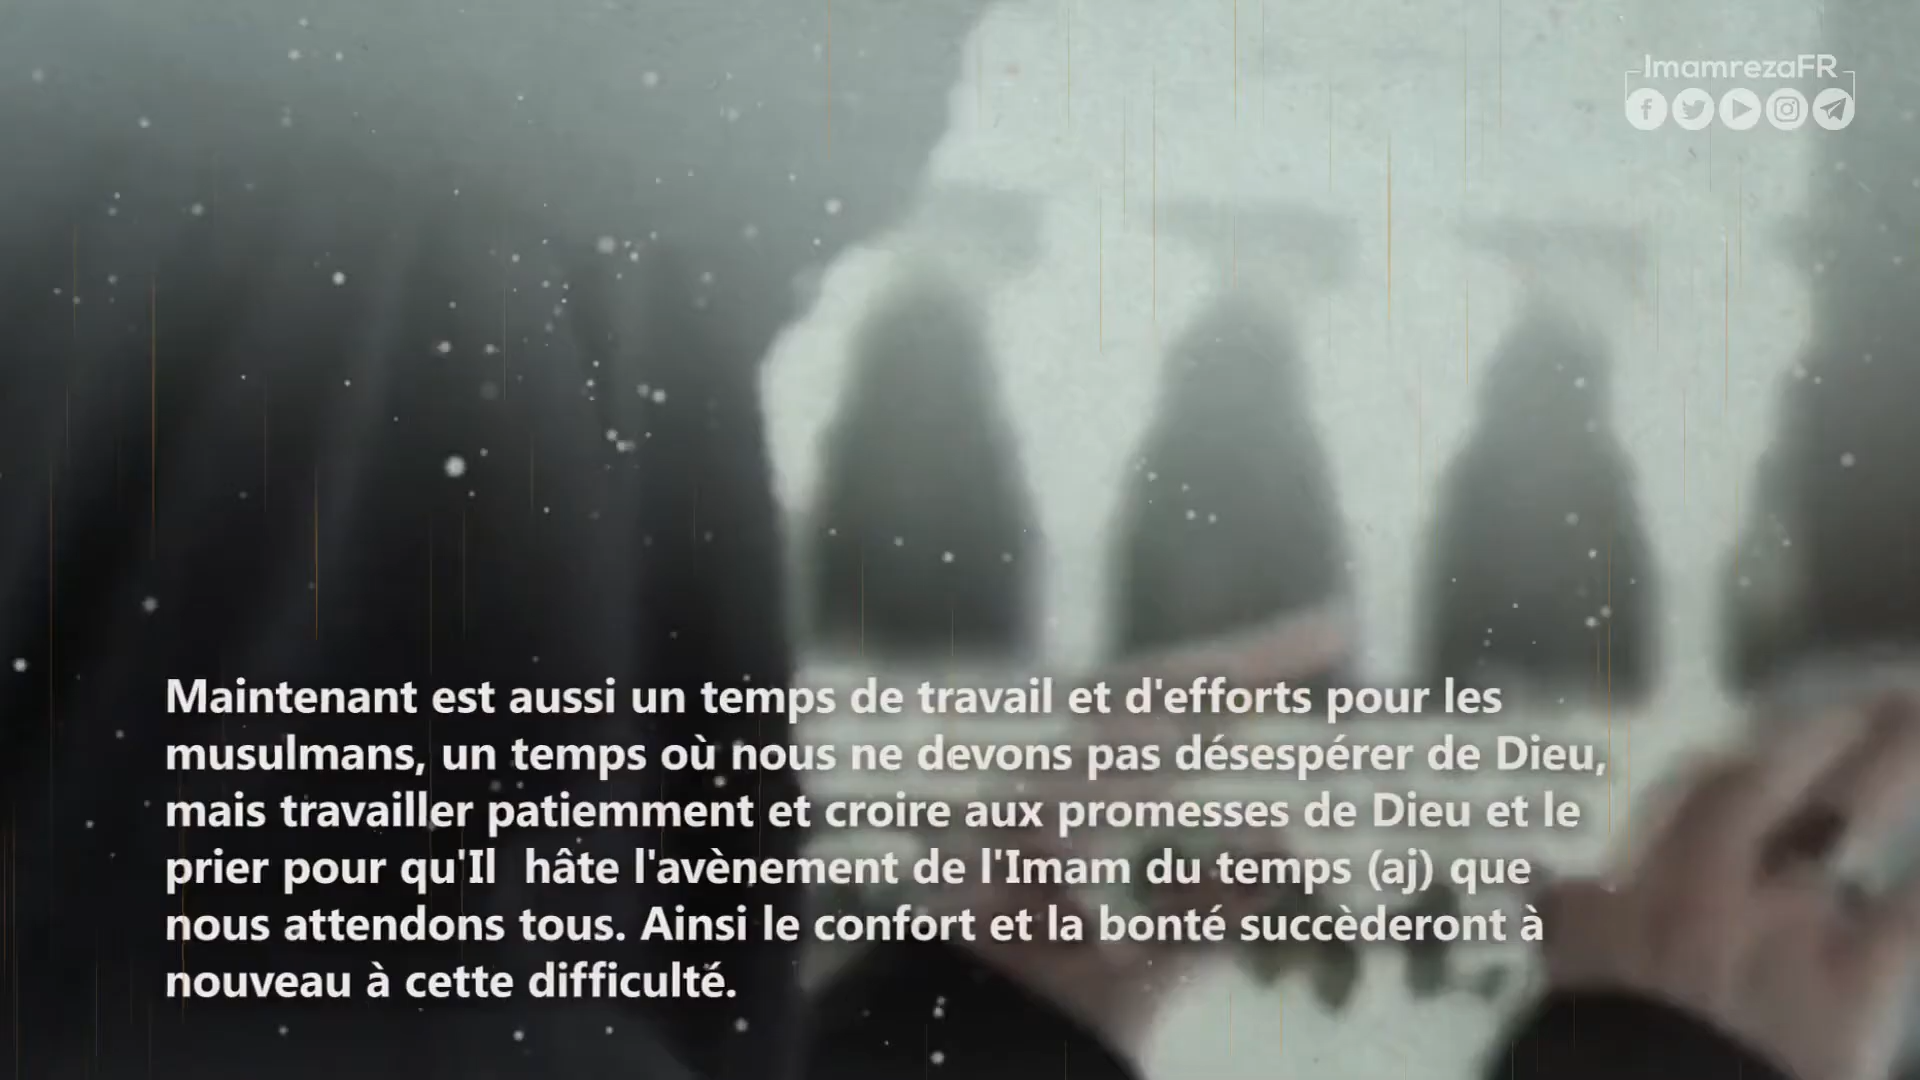 ImamrezaFR
Maintenant est aussi un temps de travail et d'efforts pour les
musulmans, un temps où nous ne devons pas désespérer de Dieu,
mais travailler patiemment et croire aux promesses de Dieu et le
prier pour qu'Il  hâte l'avènement de l'Imam du temps (aj) que
nous attendons tous. Ainsi le confort et la bonté succèderont à
nouveau à cette difficulté.